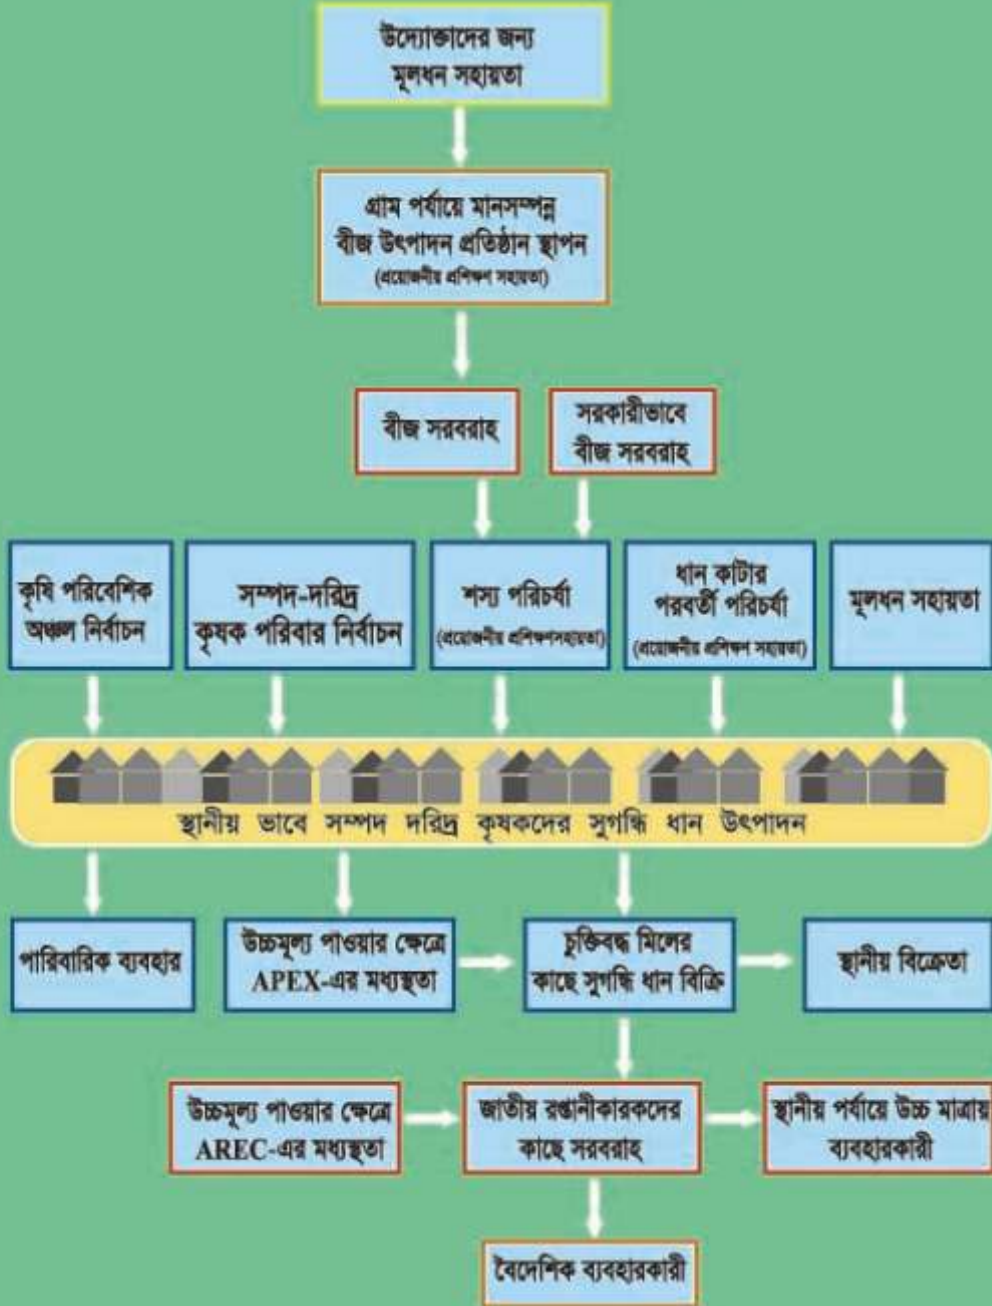 উদ্যোক্তাদের জন্য
মূলধন সহায়তা
গ্রাম পর্যায়ে মানসম্পন্ন
বীজ উৎপাদন প্রতিষ্ঠান স্থাপন
(প্রয়োজনীয় প্রশিক্ষণ সহায়তা)
বীজ সরবরাহ
সরকারীভাবে
বীজ সরবরাহ
কৃষি পরিবেশিক
অঞ্চল নির্বাচন
সম্পদ-দরিদ্র
কৃষক পরিবার নির্বাচন
শস্য পরিচর্যা
(প্রয়োজনীয় প্রশিক্ষণসহায়তা)
ধান কাটার
পরবর্তী পরিচর্যা
(প্রয়োজনীয় প্রশিক্ষণ সহায়তা)
মূলধন সহায়তা
স্থানীয় ভাবে সম্পদ দরিদ্র কৃষকদের সুগন্ধি ধান উৎপাদন
পারিবারিক ব্যবহার
উচ্চমূল্য পাওয়ার ক্ষেত্রে
APEX-এর মধ্যস্থতা
চুক্তিবদ্ধ মিলের
কাছে সুগন্ধি ধান বিক্রি
স্থানীয় বিক্রেতা
উচ্চমূল্য পাওয়ার ক্ষেত্রে
AREC-এর মধ্যস্থতা
জাতীয় রপ্তানীকারকদের
কাছে সরবরাহ
স্থানীয় পর্যায়ে উচ্চ মাত্রায়
ব্যবহারকারী
বৈদেশিক ব্যবহারকারী